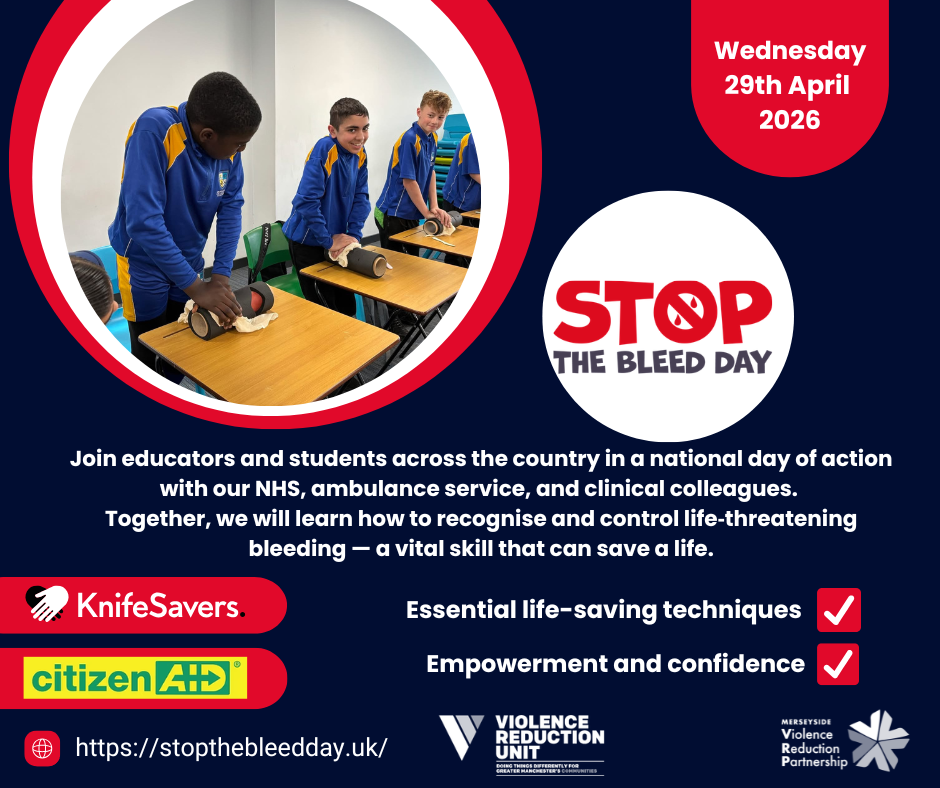 Wednesday
29th April
2026
STOP
THE BLEED DAY
Join educators and students across the country in a national day of action
with our NHS, ambulance service, and clinical colleagues.
Together, we will learn how to recognise and control life-threatening
bleeding — a vital skill that can save a life.
KnifeSavers.
citizenAID®
Essential life-saving techniques
Empowerment and confidence
https://stopthebleedday.uk/
VIOLENCE
REDUCTION
UNIT
DOING THINGS DIFFERENTLY FOR
GREATER MANCHESTER'S COMMUNITIES
MERSEYSIDE
Violence
Reduction
Partnership